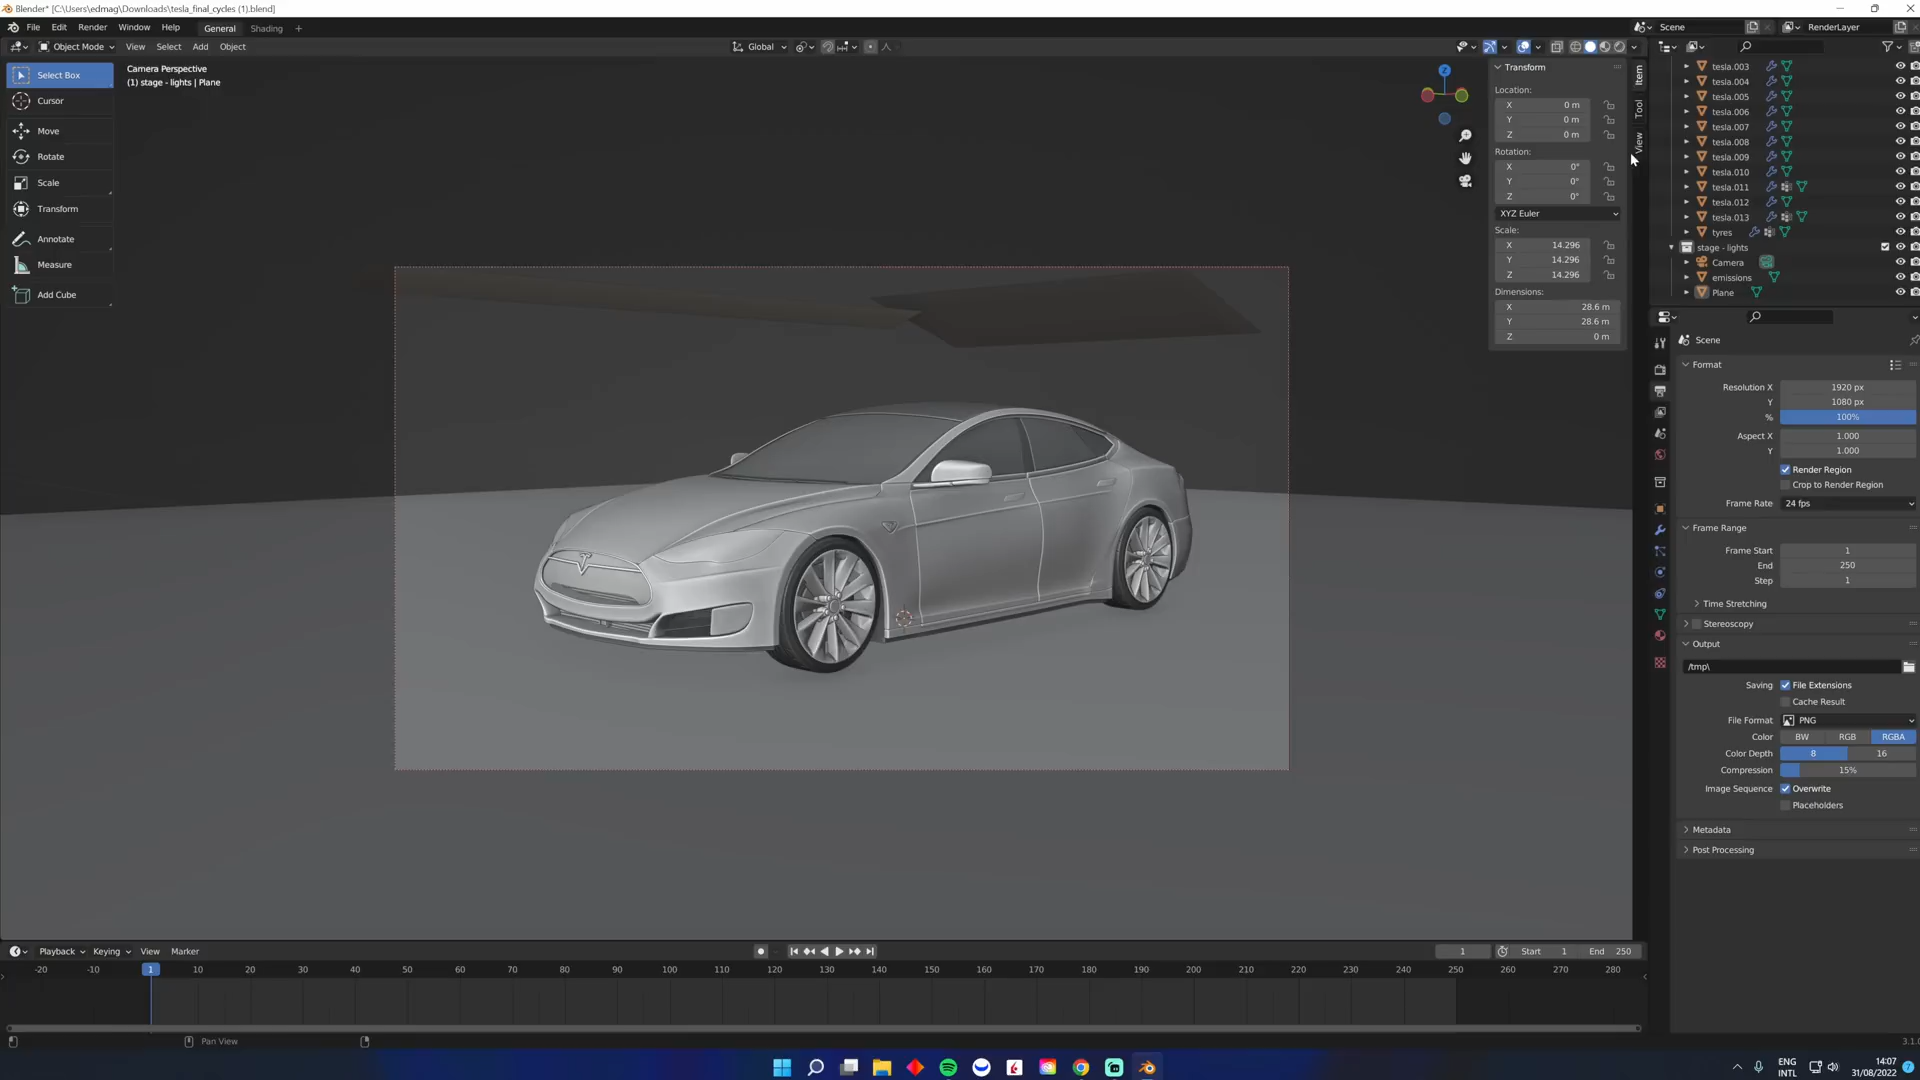 Blender* [C:\Users\edmag\Downloads\tesla_final_cycles (1).blend]
File Edit Render Window Help General Shading +
Scene RenderLayer
Object Mode View Select Add Object Global
Select Box
Cursor
Move
Rotate
Scale
Transform
Annotate
Measure
Add Cube
Camera Perspective
(1) stage - lights | Plane
Z
Transform
Location:
X 0 m
Y 0 m
Z 0 m
Rotation:
X 0°
Y 0°
Z 0°
XYZ Euler
Scale:
X 14.296
Y 14.296
Z 14.296
Dimensions:
X 28.6 m
Y 28.6 m
Z 0 m
Item
Tool
View
tesla.003
tesla.004
tesla.005
tesla.006
tesla.007
tesla.008
tesla.009
tesla.010
tesla.011
tesla.012
tesla.013
tyres
stage - lights
Camera
emissions
Plane
Scene
Format
Resolution X 1920 px
Y 1080 px
% 100%
Aspect X 1.000
Y 1.000
Render Region
Crop to Render Region
Frame Rate 24 fps
Frame Range
Frame Start 1
End 250
Step 1
Time Stretching
Stereoscopy
Output
/tmp\
Saving File Extensions
Cache Result
File Format PNG
Color BW RGB RGBA
Color Depth 8 16
Compression 15%
Image Sequence Overwrite
Placeholders
Metadata
Post Processing
Playback Keying View Marker
1 Start 1 End 250
-20 -10 1 10 20 30 40 50 60 70 80 90 100 110 120 130 140 150 160 170 180 190 200 210 220 230 240 250 260 270 280
Pan View
3.1.0
ENG
INTL
14:07
31/08/2022
7